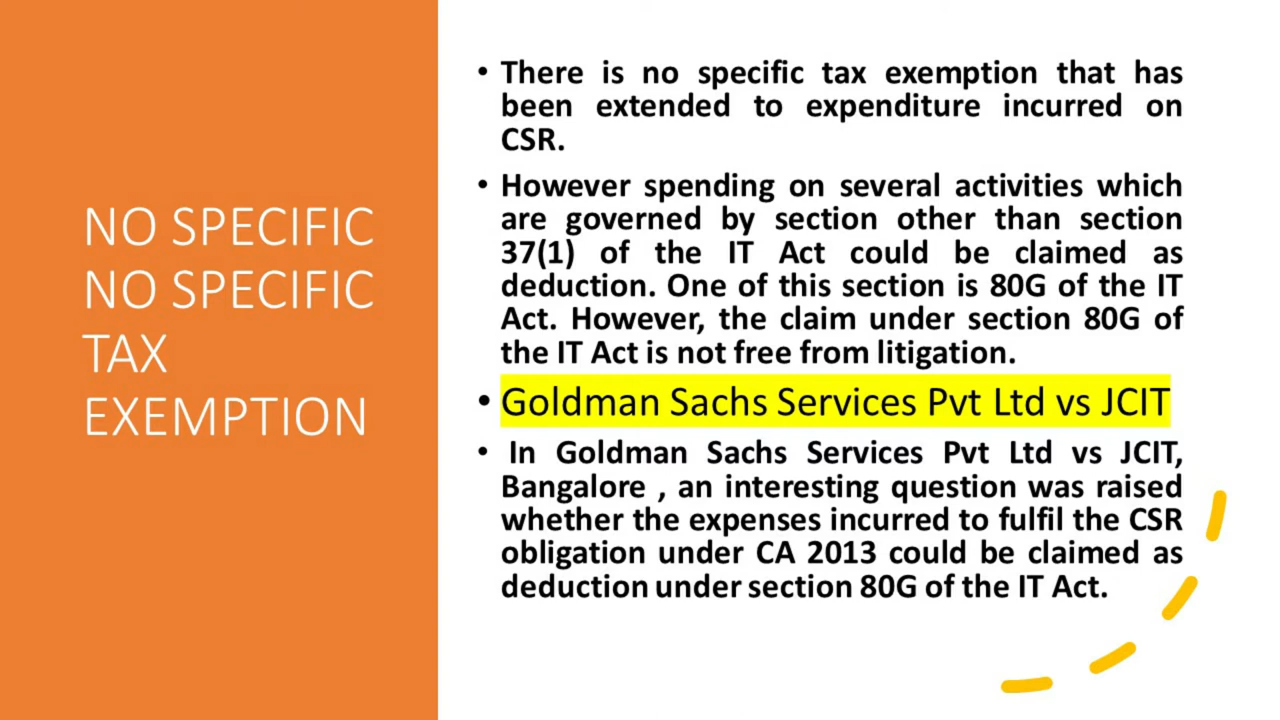 NO SPECIFIC
NO SPECIFIC
TAX
EXEMPTION
• There is no specific tax exemption that has
been extended to expenditure incurred on
CSR.
• However spending on several activities which
are governed by section other than section
37(1) of the IT Act could be claimed as
deduction. One of this section is 80G of the IT
Act. However, the claim under section 80G of
the IT Act is not free from litigation.
• Goldman Sachs Services Pvt Ltd vs JCIT
• In Goldman Sachs Services Pvt Ltd vs JCIT,
Bangalore , an interesting question was raised
whether the expenses incurred to fulfil the CSR
obligation under CA 2013 could be claimed as
deduction under section 80G of the IT Act.